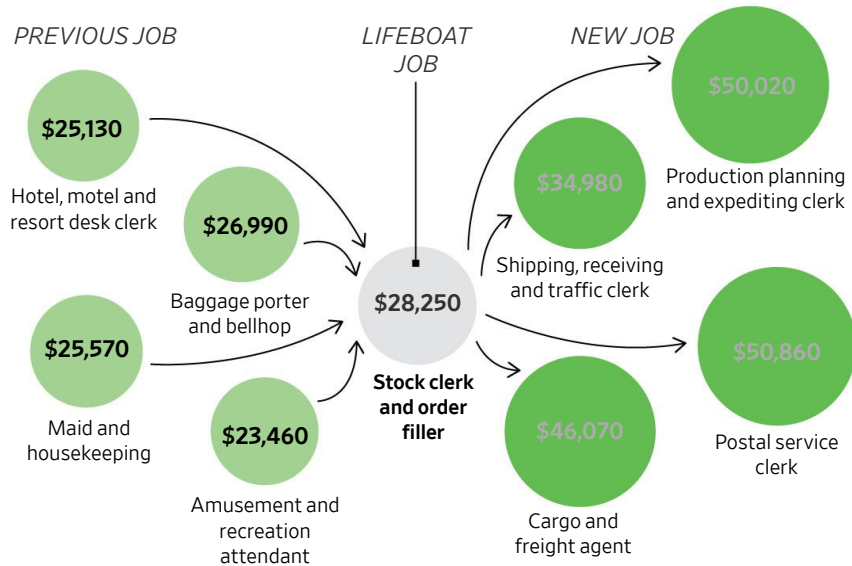 PREVIOUS JOB
LIFEBOAT
JOB
NEW JOB
$25,130
Hotel, motel and
resort desk clerk
$26,990
Baggage porter
and bellhop
$25,570
Maid and
housekeeping
$23,460
Amusement and
recreation
attendant
$28,250
Stock clerk
and order
filler
$50,020
Production planning
and expediting clerk
$34,980
Shipping, receiving
and traffic clerk
$50,860
Postal service
clerk
$46,070
Cargo and
freight agent